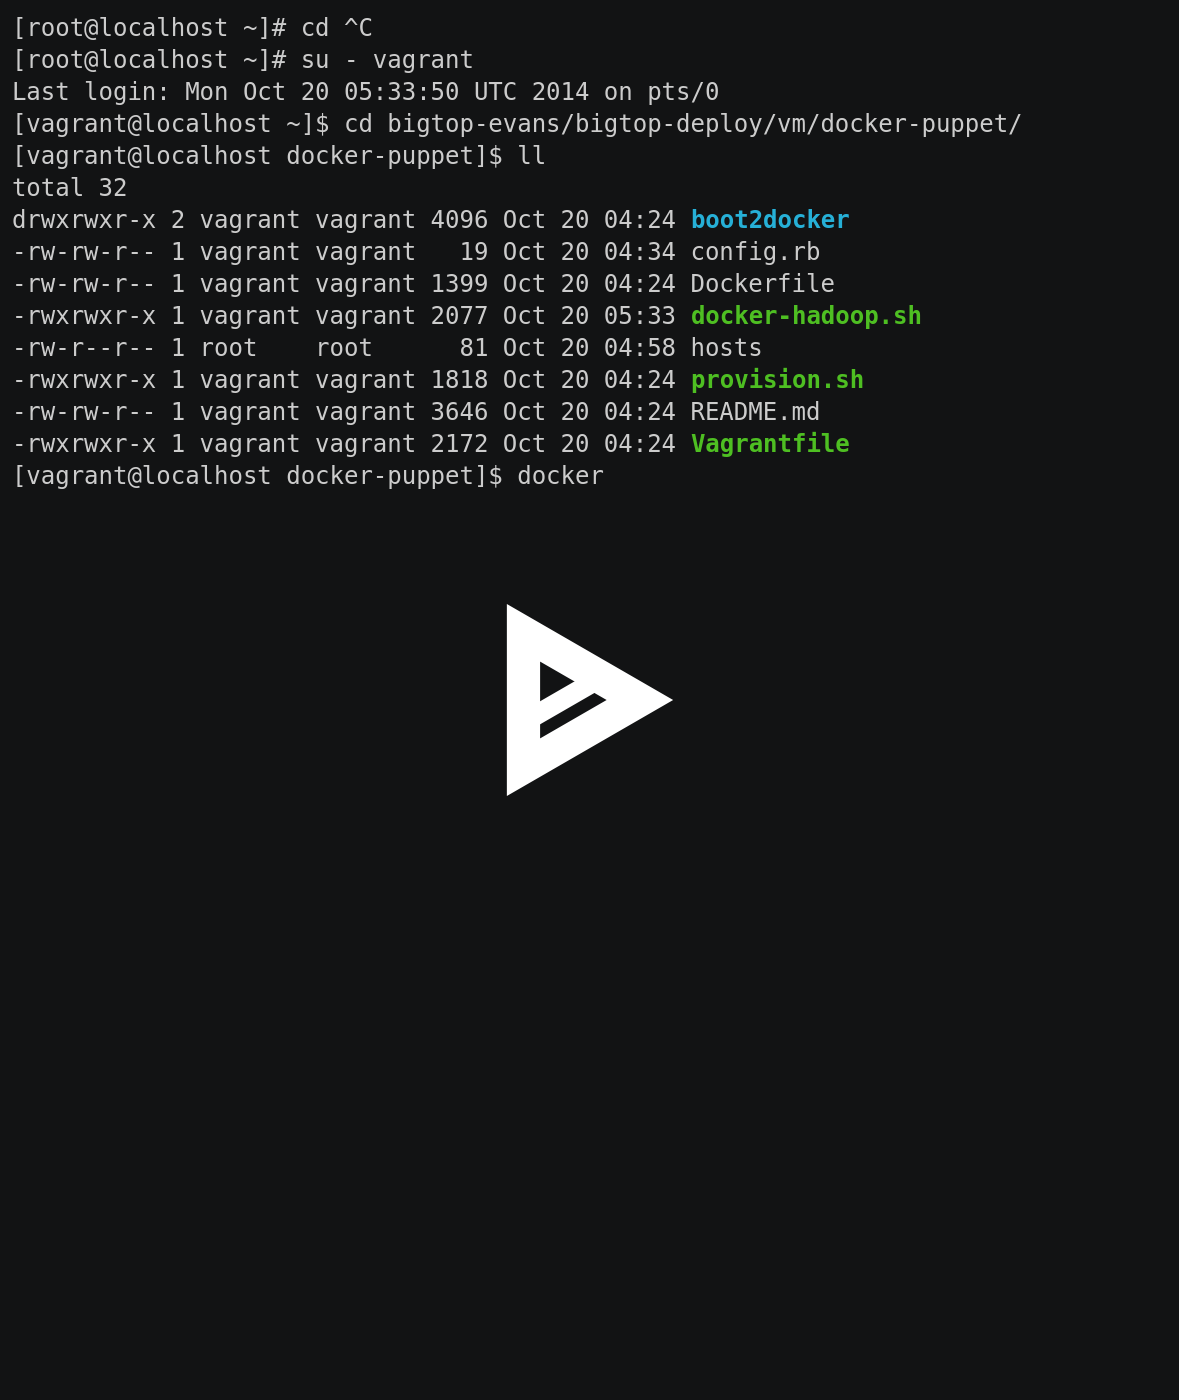 [root@localhost ~]# cd ^C
[root@localhost ~]# su - vagrant
Last login: Mon Oct 20 05:33:50 UTC 2014 on pts/0
[vagrant@localhost ~]$ cd bigtop-evans/bigtop-deploy/vm/docker-puppet/
[vagrant@localhost docker-puppet]$ ll
total 32
drwxrwxr-x 2 vagrant vagrant 4096 Oct 20 04:24 boot2docker
-rw-rw-r-- 1 vagrant vagrant   19 Oct 20 04:34 config.rb
-rw-rw-r-- 1 vagrant vagrant 1399 Oct 20 04:24 Dockerfile
-rwxrwxr-x 1 vagrant vagrant 2077 Oct 20 05:33 docker-hadoop.sh
-rw-r--r-- 1 root    root      81 Oct 20 04:58 hosts
-rwxrwxr-x 1 vagrant vagrant 1818 Oct 20 04:24 provision.sh
-rw-rw-r-- 1 vagrant vagrant 3646 Oct 20 04:24 README.md
-rwxrwxr-x 1 vagrant vagrant 2172 Oct 20 04:24 Vagrantfile
[vagrant@localhost docker-puppet]$ docker